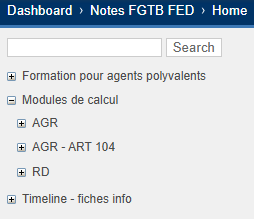 Dashboard › Notes FGTB FED › Home
Search
Formation pour agents polyvalents
Modules de calcul
AGR
AGR - ART 104
RD
Timeline - fiches info